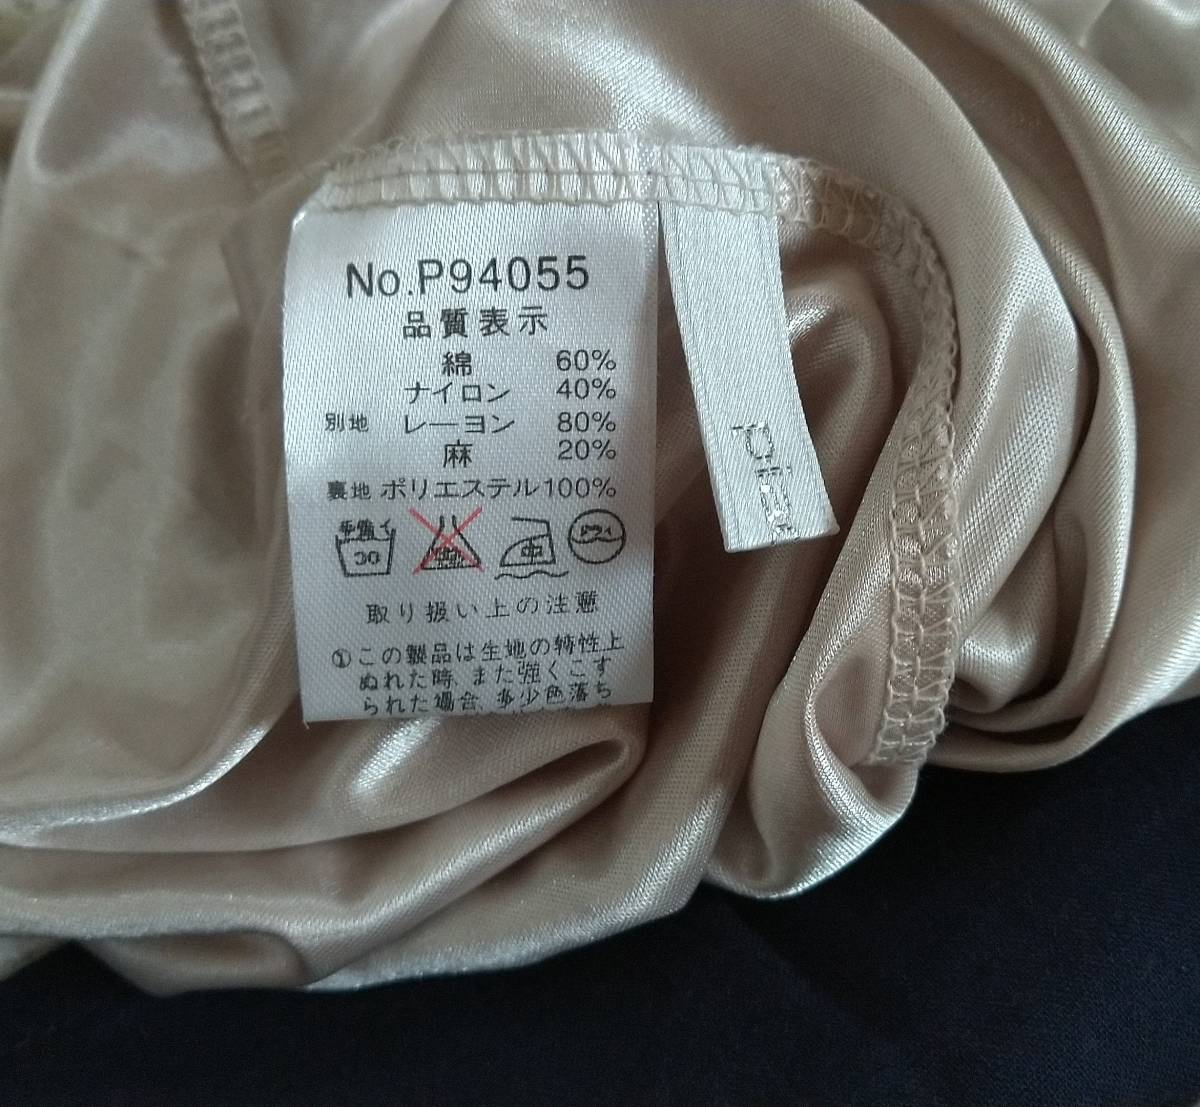 No.P94055
品質表示
綿 60%
ナイロン 40%
別地 レーヨン 80%
麻 20%
裏地 ポリエステル100%
手洗イ 中 ドライ
取り扱い上の注意
①この製品は生地の特性上
ぬれた時、また強くこす
られた場合、多少色落ち